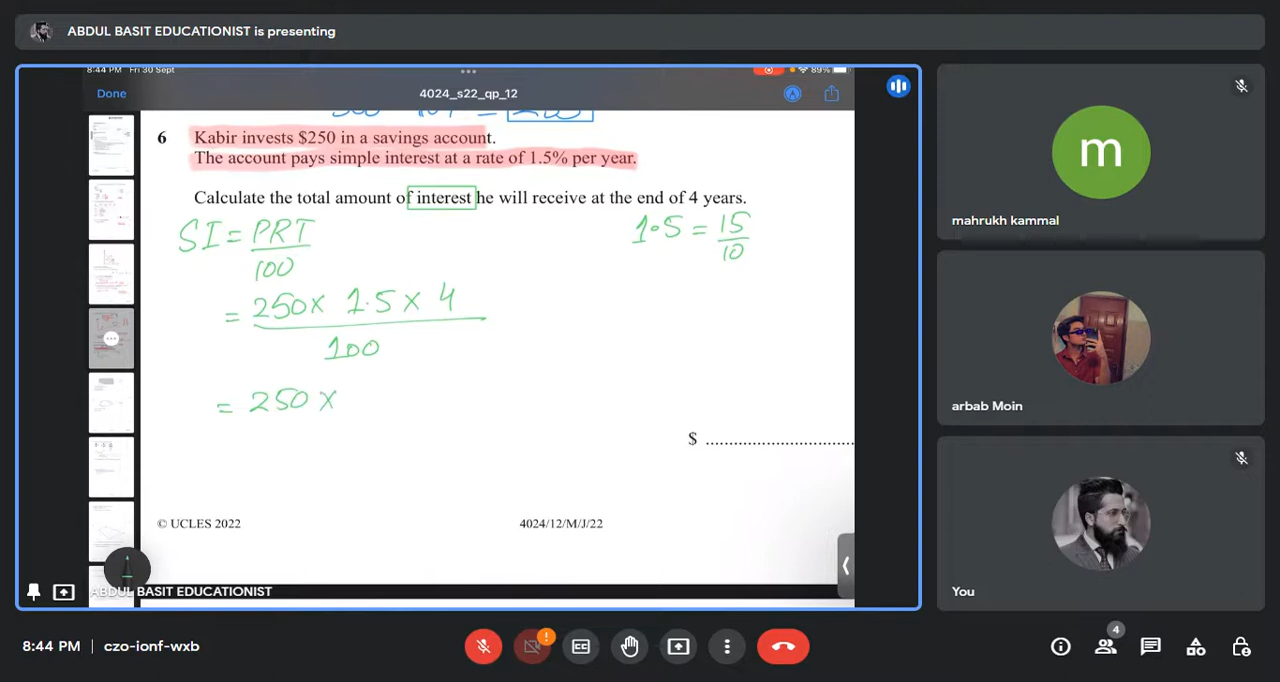 ABDUL BASIT EDUCATIONIST is presenting
8:44 PM Fri 30 Sept
89%
Done
4024_s22_qp_12
6 Kabir invests $250 in a savings account.
The account pays simple interest at a rate of 1.5% per year.
Calculate the total amount of interest he will receive at the end of 4 years.
SI = PRT
100
1.5 = 15
10
= 250 x 1.5 x 4
100
= 250 x
$ ................................
© UCLES 2022
4024/12/M/J/22
ABDUL BASIT EDUCATIONIST
m
mahrukh kammal
arbab Moin
You
8:44 PM | czo-ionf-wxb
!
CC
4